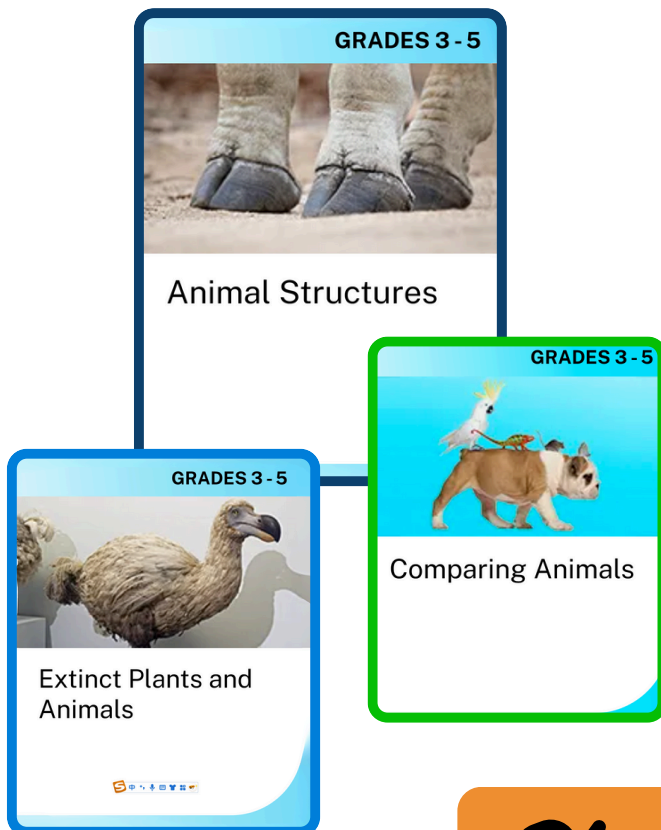 GRADES 3 - 5
Animal Structures
GRADES 3 - 5
Comparing Animals
GRADES 3 - 5
Extinct Plants and
Animals